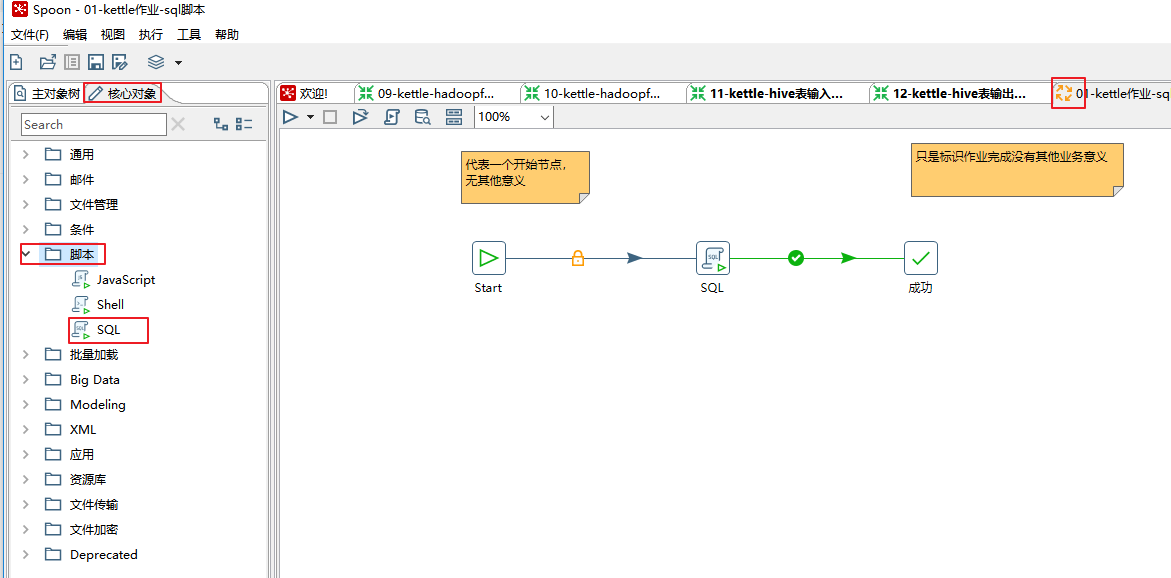 Spoon - 01-kettle作业-sql脚本
文件(F) 编辑 视图 执行 工具 帮助
主对象树 核心对象
欢迎! 09-kettle-hadoopf... 10-kettle-hadoopf... 11-kettle-hive表输入... 12-kettle-hive表输出... 01-kettle作业-sq
Search
100%
通用
邮件
文件管理
条件
脚本
JavaScript
Shell
SQL
批量加载
Big Data
Modeling
XML
应用
资源库
文件传输
文件加密
Deprecated
代表一个开始节点，
无其他意义
只是标识作业完成没有其他业务意义
Start
SQL
SQL
成功